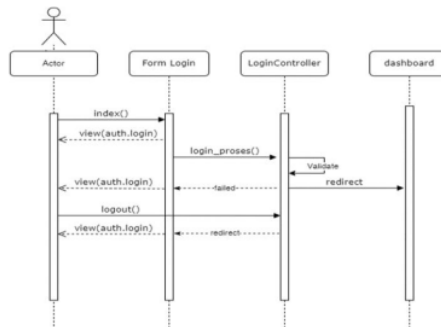 Actor
Form Login
LoginController
dashboard
index()
view(auth.login)
login_proses()
Validate
view(auth.login)
failed
redirect
logout()
view(auth.login)
redirect